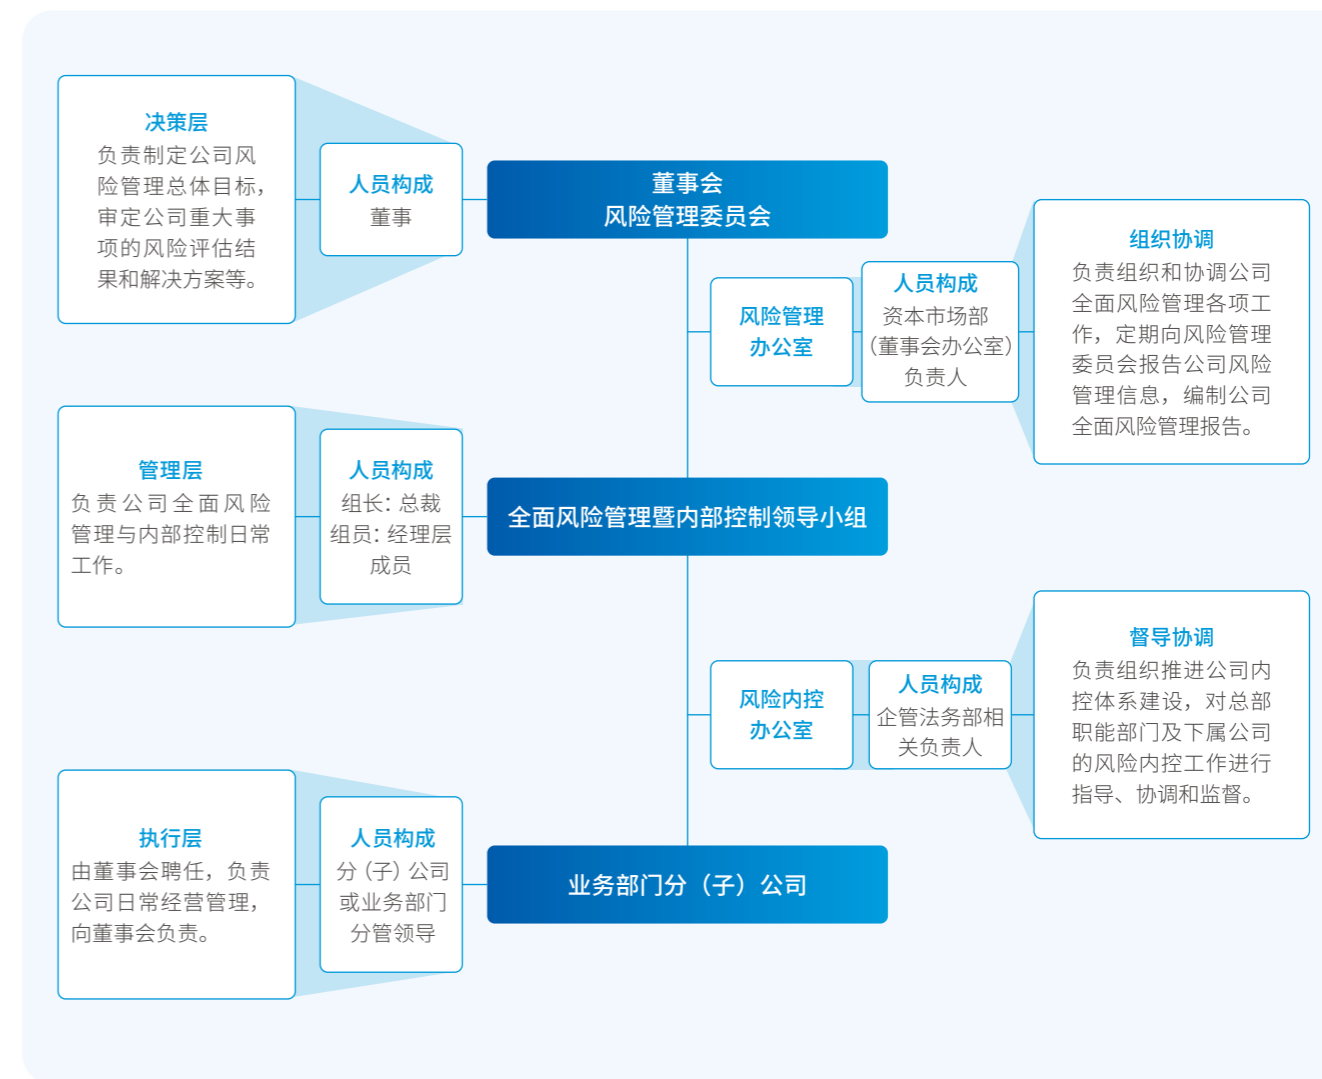 决策层
负责制定公司风
险管理总体目标，
审定公司重大事
项的风险评估结
果和解决方案等。
人员构成
董事
董事会
风险管理委员会
风险管理
办公室
人员构成
资本市场部
（董事会办公室）
负责人
组织协调
负责组织和协调公司
全面风险管理各项工
作，定期向风险管理
委员会报告公司风险
管理信息，编制公司
全面风险管理报告。
管理层
负责公司全面风险
管理与内部控制日常
工作。
人员构成
组长：总裁
组员：经理层
成员
全面风险管理暨内部控制领导小组
风险内控
办公室
人员构成
企管法务部相
关负责人
督导协调
负责组织推进公司内
控体系建设，对总部
职能部门及下属公司
的风险内控工作进行
指导、协调和监督。
执行层
由董事会聘任，负责
公司日常经营管理，
向董事会负责。
人员构成
分（子）公司
或业务部门
分管领导
业务部门分（子）公司